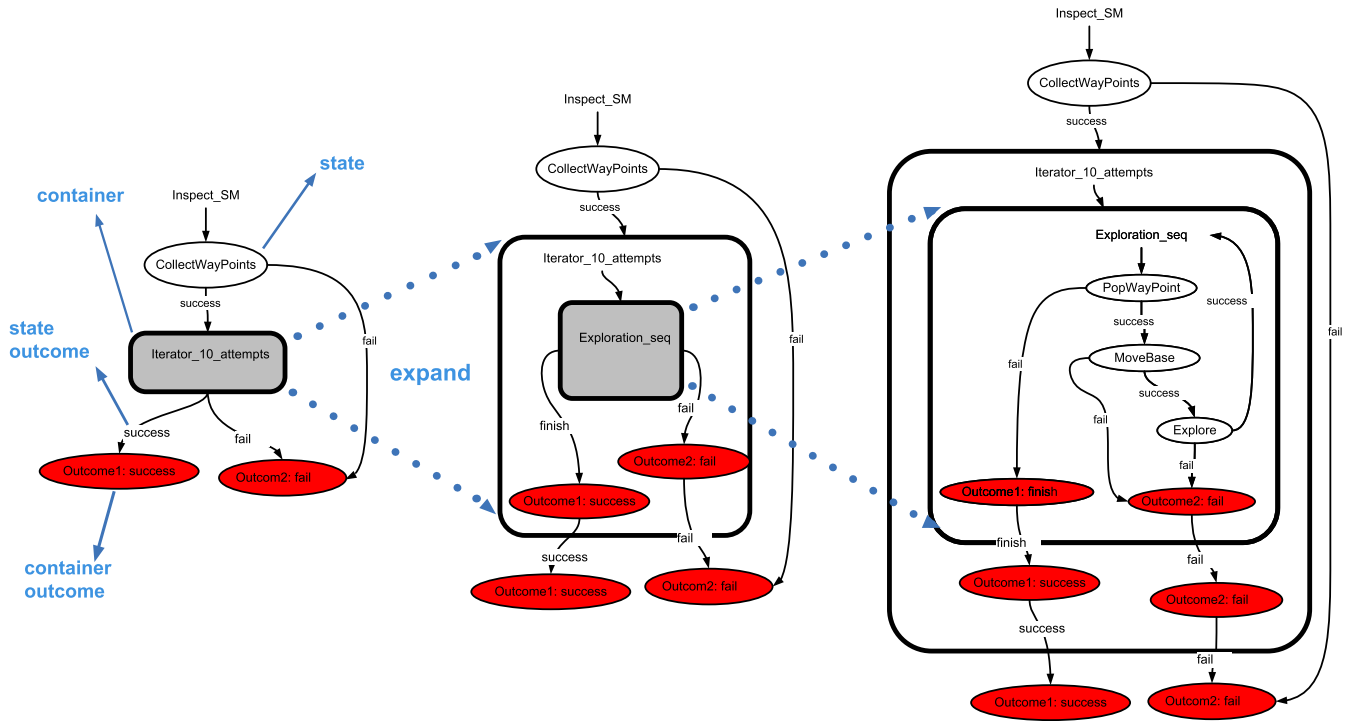 Inspect_SM
CollectWayPoints
state
container
success
fail
Iterator_10_attempts
state
outcome
success
fail
Outcome1: success
Outcom2: fail
container
outcome
expand
Inspect_SM
CollectWayPoints
success
fail
Iterator_10_attempts
Exploration_seq
finish
fail
Outcome2: fail
Outcome1: success
success
fail
Outcome1: success
Outcom2: fail
Inspect_SM
CollectWayPoints
success
fail
Iterator_10_attempts
Exploration_seq
PopWayPoint
success
success
fail
MoveBase
success
fail
Explore
fail
Outcome1: finish
Outcome2: fail
finish
fail
Outcome1: success
Outcome2: fail
success
fail
Outcome1: success
Outcom2: fail